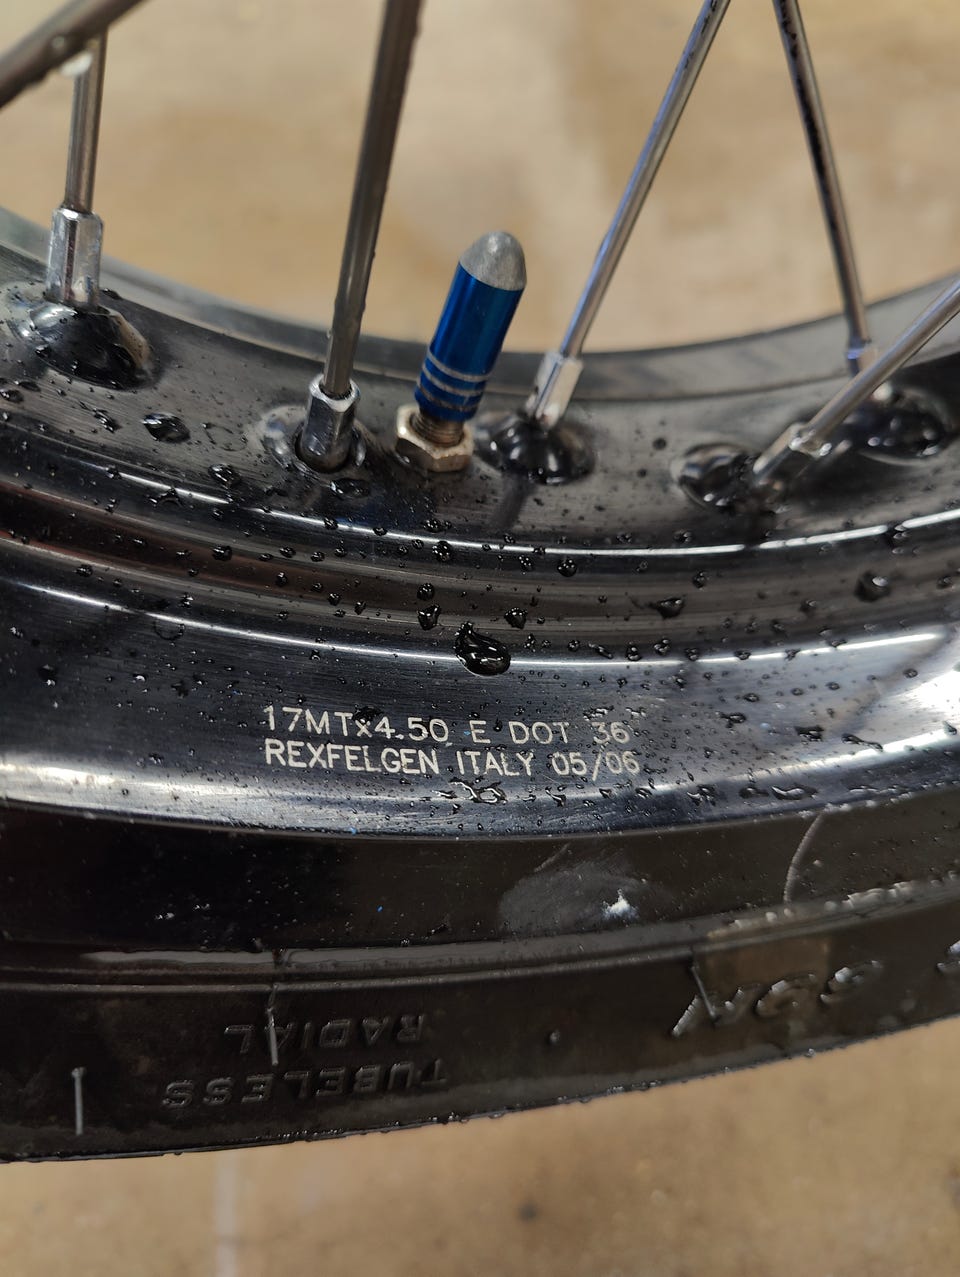 17MTx4.50 E DOT 36
REXFELGEN ITALY 05/06
TUBELESS
RADIAL